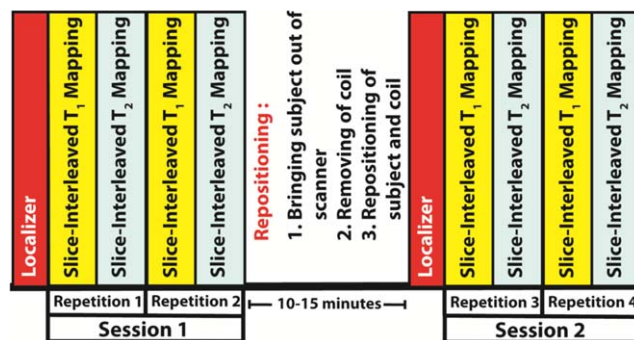 Localizer
Slice-Interleaved T1 Mapping
Slice-Interleaved T2 Mapping
Slice-Interleaved T1 Mapping
Slice-Interleaved T2 Mapping
Repositioning :
1. Bringing subject out of
scanner
2. Removing of coil
3. Repositioning of
subject and coil
Localizer
Slice-Interleaved T1 Mapping
Slice-Interleaved T2 Mapping
Slice-Interleaved T1 Mapping
Slice-Interleaved T2 Mapping
Repetition 1
Repetition 2
10-15 minutes
Repetition 3
Repetition 4
Session 1
Session 2